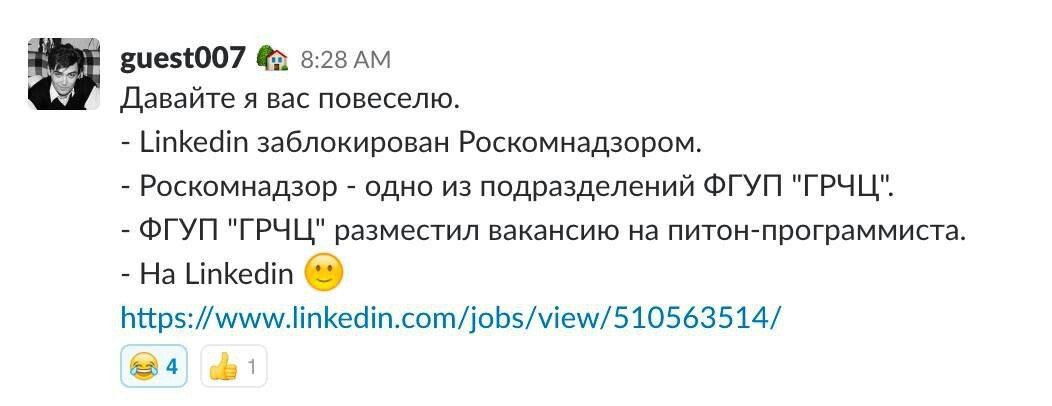 guest007 🏡 8:28 AM
Давайте я вас повеселю.
- Linkedin заблокирован Роскомнадзором.
- Роскомнадзор - одно из подразделений ФГУП "ГРЧЦ".
- ФГУП "ГРЧЦ" разместил вакансию на питон-программиста.
- На Linkedin 🙂
https://www.linkedin.com/jobs/view/510563514/
😂 4 👍 1